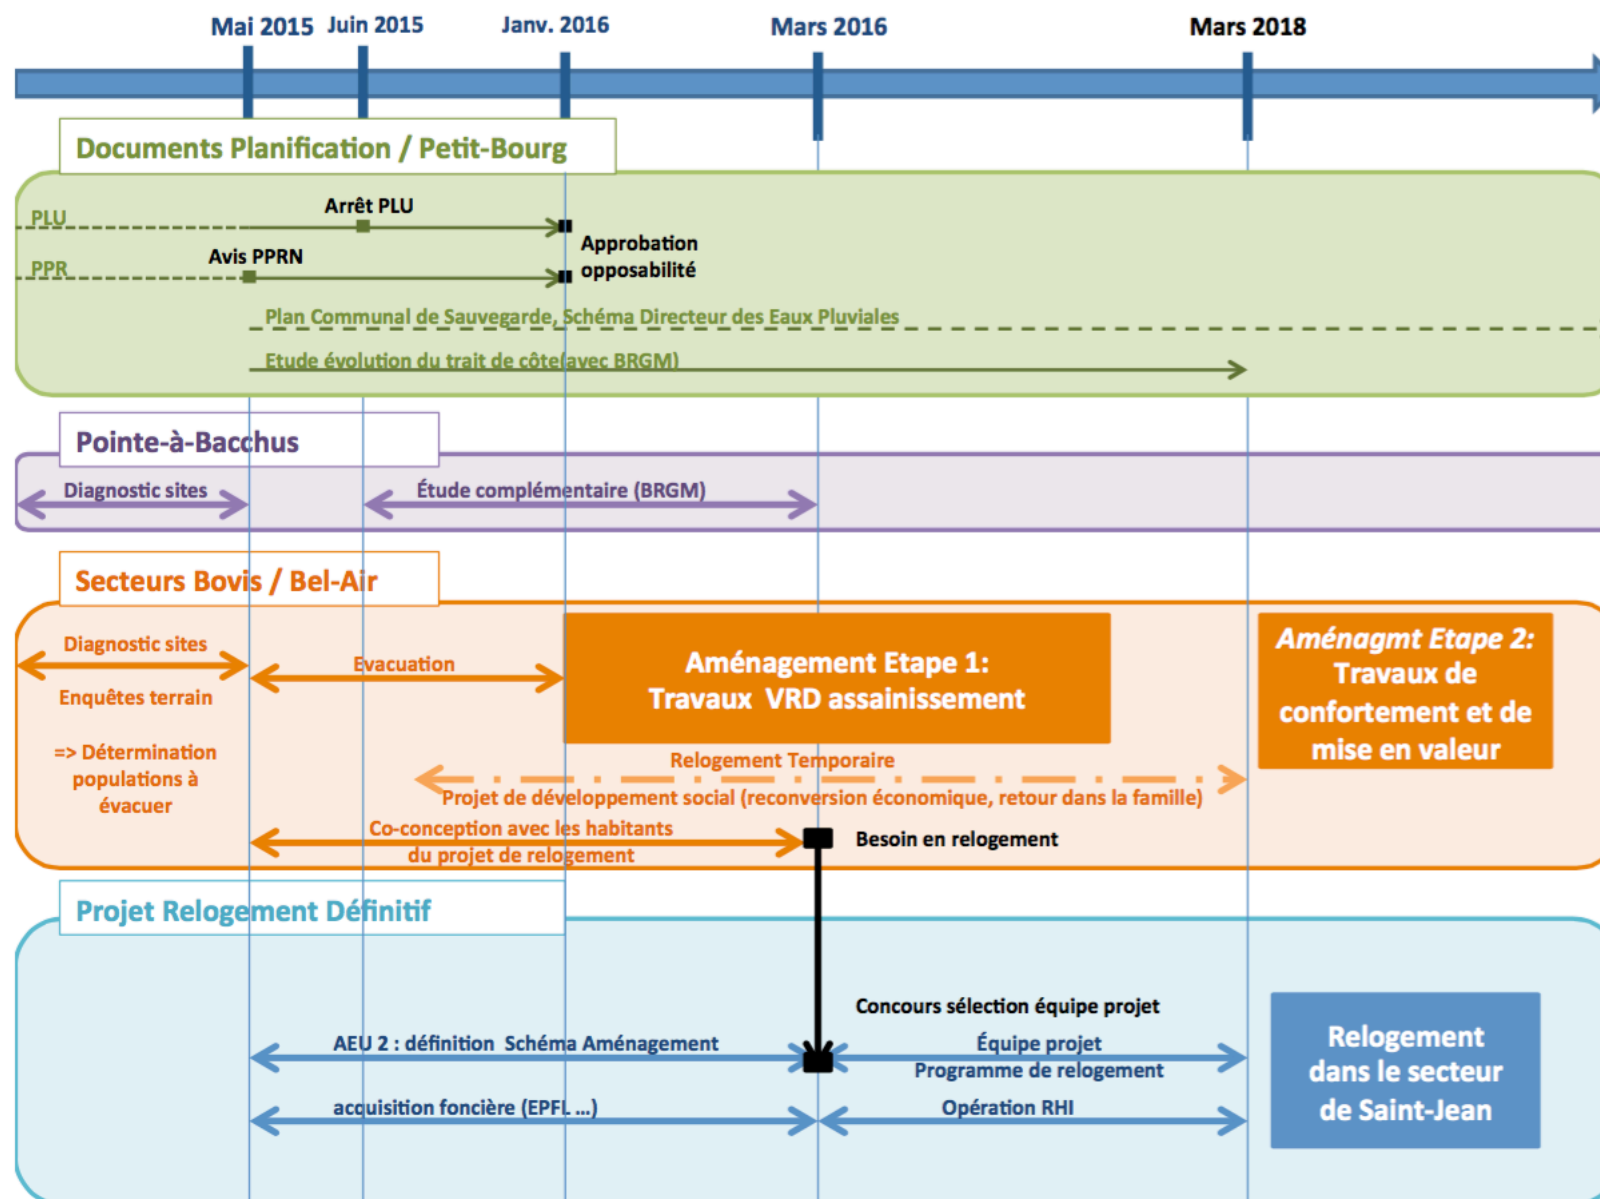 Mai 2015
Juin 2015
Janv. 2016
Mars 2016
Mars 2018
Documents Planification / Petit-Bourg
PLU
Arrêt PLU
Avis PPRN
PPR
Approbation
opposabilité
Plan Communal de Sauvegarde, Schéma Directeur des Eaux Pluviales
Etude évolution du trait de côte(avec BRGM)
Pointe-à-Bacchus
Diagnostic sites
Étude complémentaire (BRGM)
Secteurs Bovis / Bel-Air
Diagnostic sites
Enquêtes terrain
=> Détermination
populations à
évacuer
Evacuation
Aménagement Etape 1:
Travaux VRD assainissement
Aménagmt Etape 2:
Travaux de
confortement et de
mise en valeur
Relogement Temporaire
Projet de développement social (reconversion économique, retour dans la famille)
Co-conception avec les habitants
du projet de relogement
Besoin en relogement
Projet Relogement Définitif
Concours sélection équipe projet
AEU 2 : définition Schéma Aménagement
Équipe projet
Programme de relogement
acquisition foncière (EPFL ...)
Opération RHI
Relogement
dans le secteur
de Saint-Jean